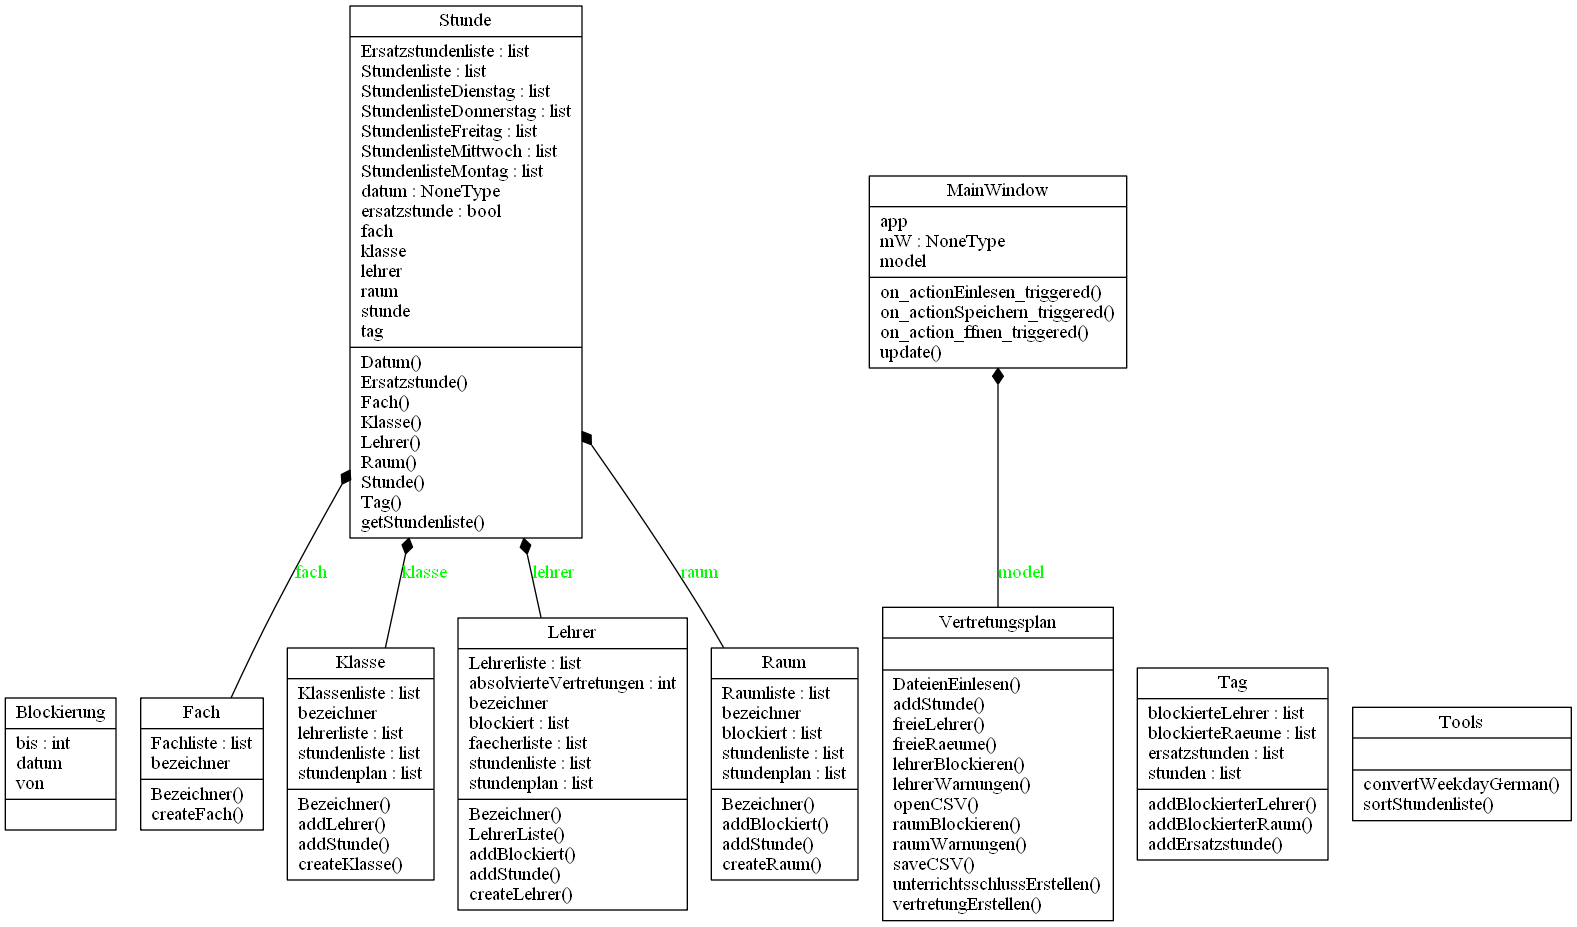 Stunde
Ersatzstundenliste : list
Stundenliste : list
StundenlisteDienstag : list
StundenlisteDonnerstag : list
StundenlisteFreitag : list
StundenlisteMittwoch : list
StundenlisteMontag : list
datum : NoneType
ersatzstunde : bool
fach
klasse
lehrer
raum
stunde
tag
Datum()
Ersatzstunde()
Fach()
Klasse()
Lehrer()
Raum()
Stunde()
Tag()
getStundenliste()
MainWindow
app
mW : NoneType
model
on_actionEinlesen_triggered()
on_actionSpeichern_triggered()
on_action_ffnen_triggered()
update()
fach
klasse
lehrer
raum
model
Blockierung
bis : int
datum
von
Fach
Fachliste : list
bezeichner
Bezeichner()
createFach()
Klasse
Klassenliste : list
bezeichner
lehrerliste : list
stundenliste : list
stundenplan : list
Bezeichner()
addLehrer()
addStunde()
createKlasse()
Lehrer
Lehrerliste : list
absolvierteVertretungen : int
bezeichner
blockiert : list
faecherliste : list
stundenliste : list
stundenplan : list
Bezeichner()
LehrerListe()
addBlockiert()
addStunde()
createLehrer()
Raum
Raumliste : list
bezeichner
blockiert : list
stundenliste : list
stundenplan : list
Bezeichner()
addBlockiert()
addStunde()
createRaum()
Vertretungsplan
DateienEinlesen()
addStunde()
freieLehrer()
freieRaeume()
lehrerBlockieren()
lehrerWarnungen()
openCSV()
raumBlockieren()
raumWarnungen()
saveCSV()
unterrichtsschlussErstellen()
vertretungErstellen()
Tag
blockierteLehrer : list
blockierteRaeume : list
ersatzstunden : list
stunden : list
addBlockierterLehrer()
addBlockierterRaum()
addErsatzstunde()
Tools
convertWeekdayGerman()
sortStundenliste()